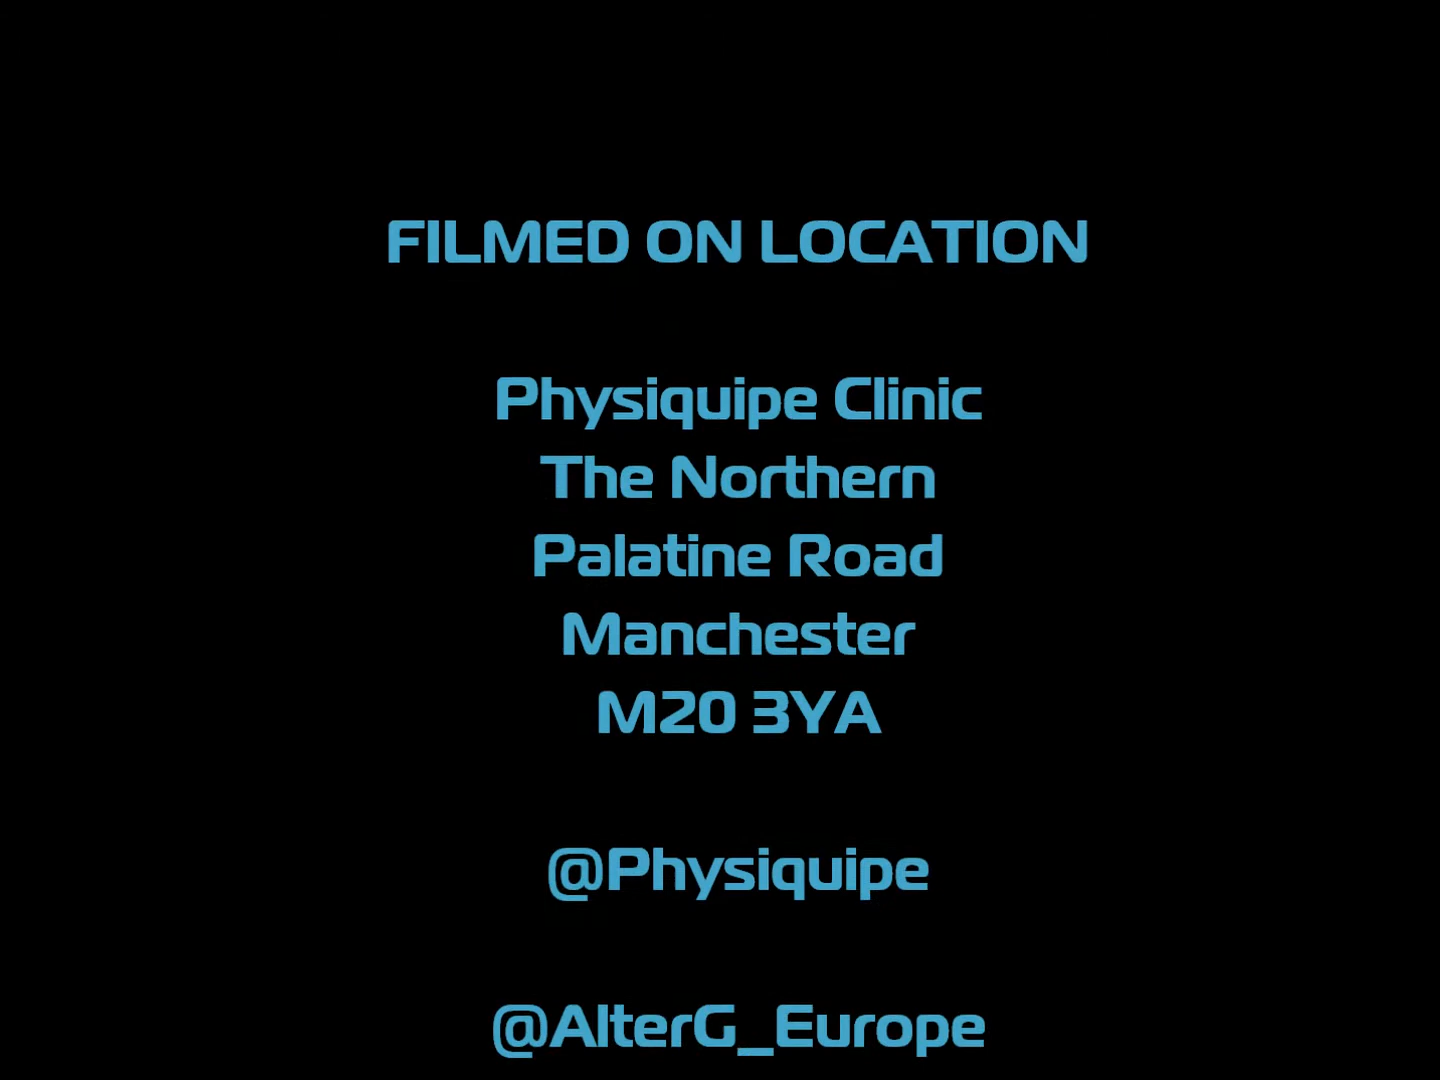 FILMED ON LOCATION
Physiquipe Clinic
The Northern
Palatine Road
Manchester
M20 3YA
@Physiquipe
@AlterG_Europe